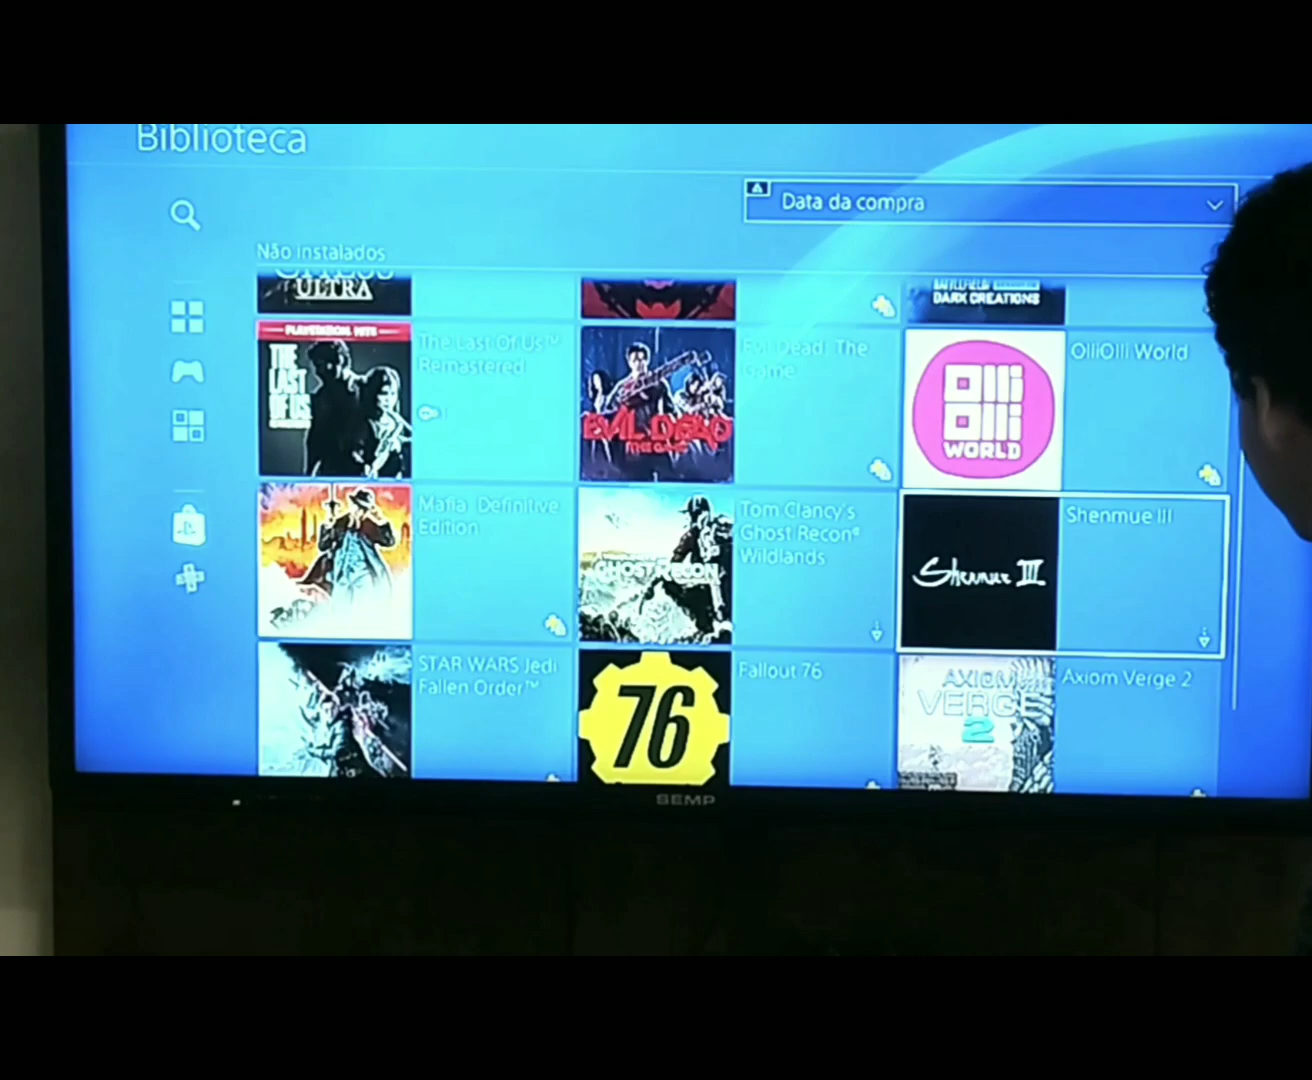 Biblioteca
Data da compra
Não instalados
CHESS
ULTRA
DARK CREATIONS
PLAYSTATION HITS
THE
LAST
OF US
The Last Of Us™
Remastered
EVIL DEAD
THE GAME
Evil Dead: The
Game
Olli
Olli
WORLD
OlliOlli World
Mafia: Definitive
Edition
GHOST RECON
Tom Clancy's
Ghost Recon®
Wildlands
Shenmue III
Shenmue III
STAR WARS Jedi
Fallen Order™
76
Fallout 76
AXIOM
VERGE
2
Axiom Verge 2
SEMP